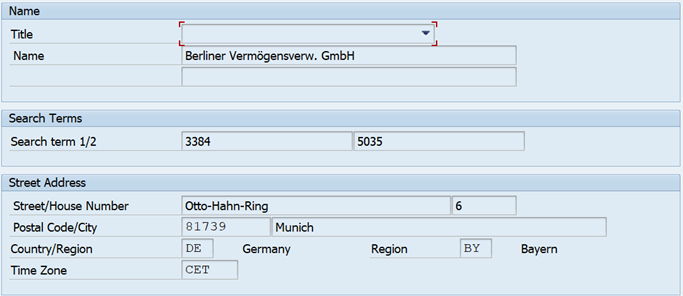 Name
Title
Name Berliner Vermögensverw. GmbH
Search Terms
Search term 1/2 3384 5035
Street Address
Street/House Number Otto-Hahn-Ring 6
Postal Code/City 81739 Munich
Country/Region DE Germany Region BY Bayern
Time Zone CET